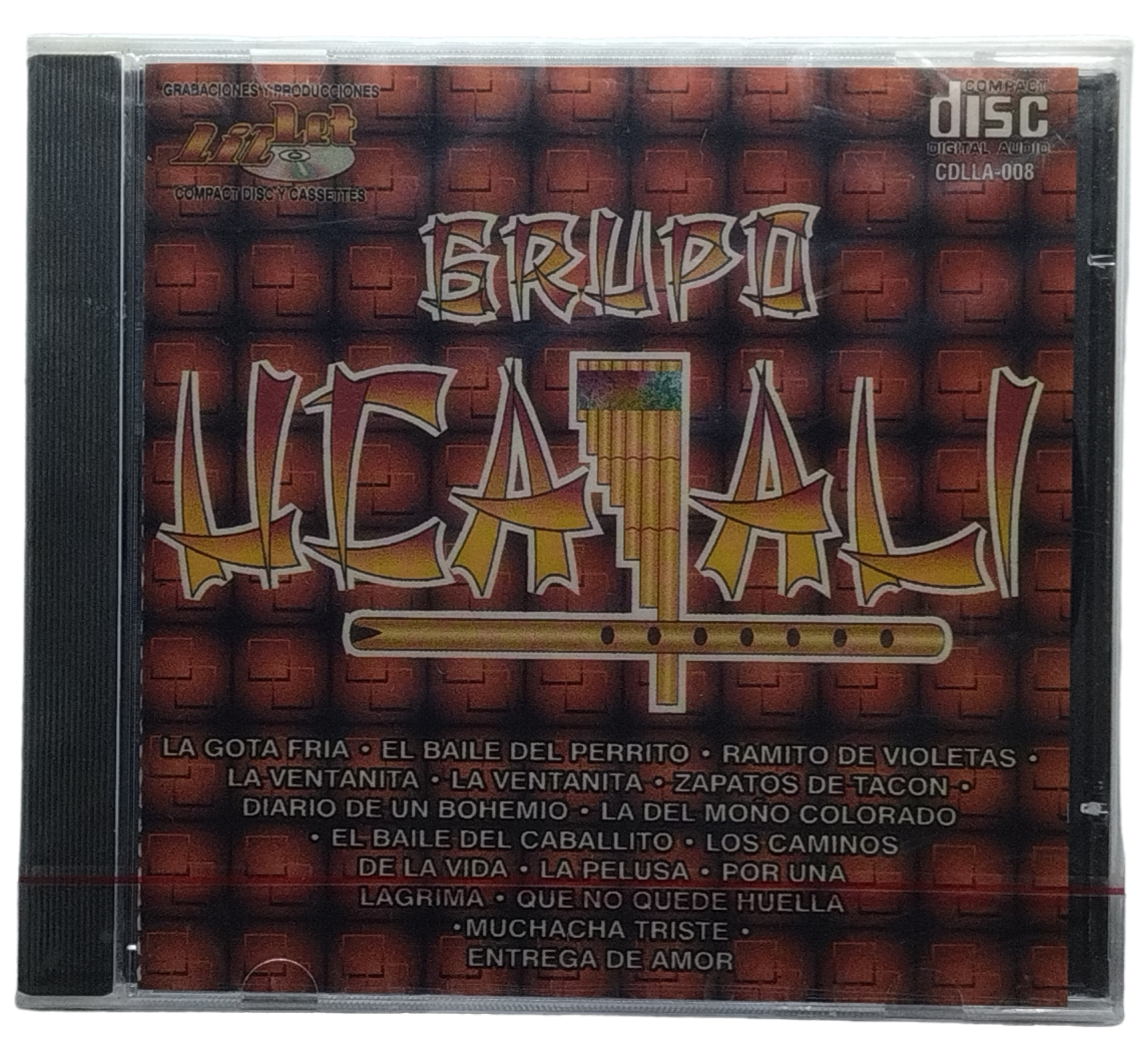 GRABACIONES Y PRODUCCIONES
Liz Let
COMPACT DISC Y CASSETTES
COMPACT
disc
DIGITAL AUDIO
CDLLA-008
GRUPO
UCAYALI
LA GOTA FRIA • EL BAILE DEL PERRITO • RAMITO DE VIOLETAS •
LA VENTANITA • LA VENTANITA • ZAPATOS DE TACON •
DIARIO DE UN BOHEMIO • LA DEL MOÑO COLORADO
• EL BAILE DEL CABALLITO • LOS CAMINOS
DE LA VIDA • LA PELUSA • POR UNA
LAGRIMA • QUE NO QUEDE HUELLA
•MUCHACHA TRISTE •
ENTREGA DE AMOR